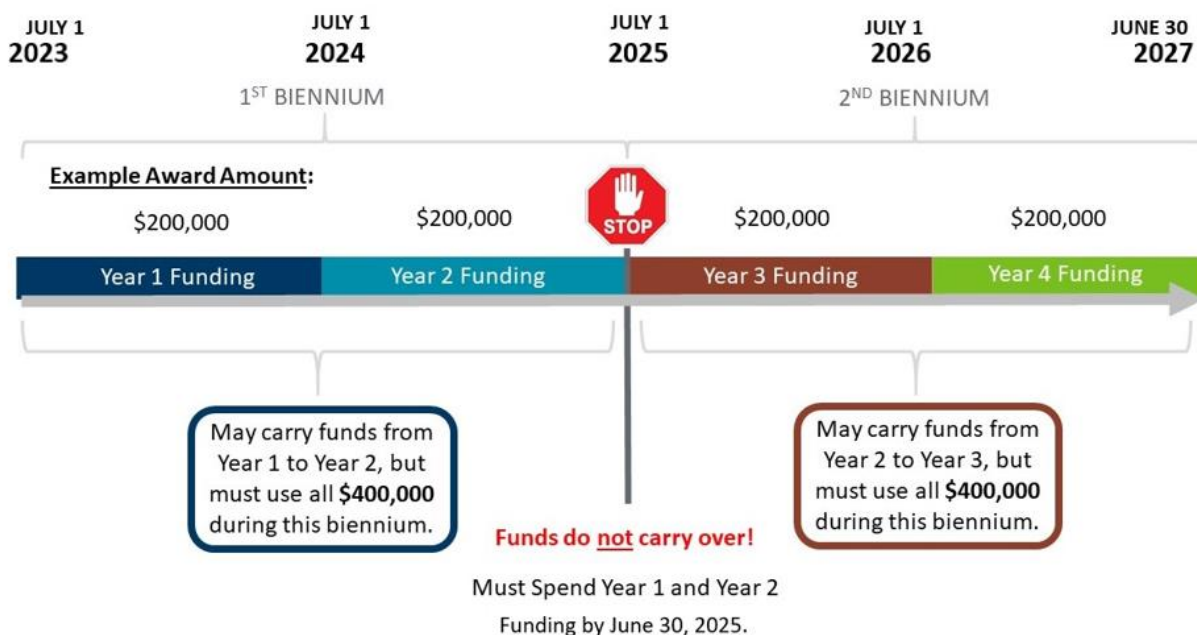 JULY 1 JULY 1 JULY 1 JULY 1 JUNE 30
2023 2024 2025 2026 2027
1ST BIENNIUM 2ND BIENNIUM
Example Award Amount:
$200,000 $200,000 STOP $200,000 $200,000
Year 1 Funding Year 2 Funding Year 3 Funding Year 4 Funding
May carry funds from
Year 1 to Year 2, but
must use all $400,000
during this biennium.
May carry funds from
Year 2 to Year 3, but
must use all $400,000
during this biennium.
Funds do not carry over!
Must Spend Year 1 and Year 2
Funding by June 30, 2025.